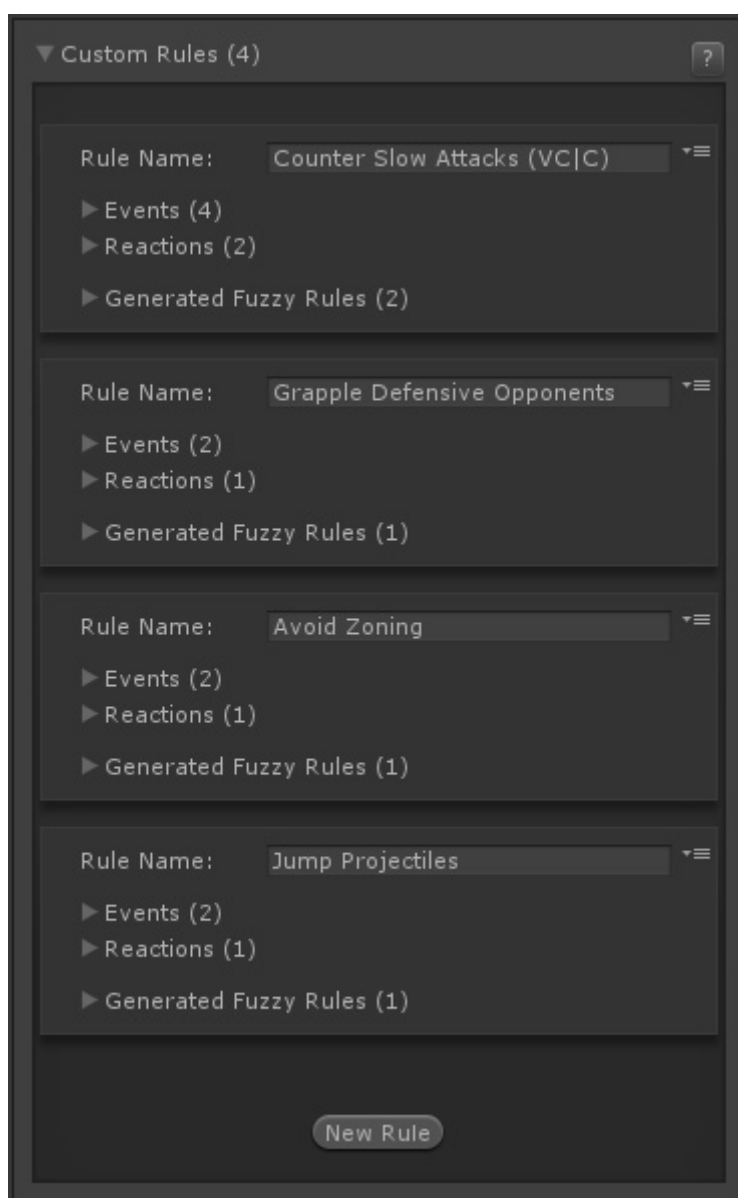 Custom Rules (4) ?
Rule Name: Counter Slow Attacks (VC|C)
Events (4)
Reactions (2)
Generated Fuzzy Rules (2)
Rule Name: Grapple Defensive Opponents
Events (2)
Reactions (1)
Generated Fuzzy Rules (1)
Rule Name: Avoid Zoning
Events (2)
Reactions (1)
Generated Fuzzy Rules (1)
Rule Name: Jump Projectiles
Events (2)
Reactions (1)
Generated Fuzzy Rules (1)
New Rule